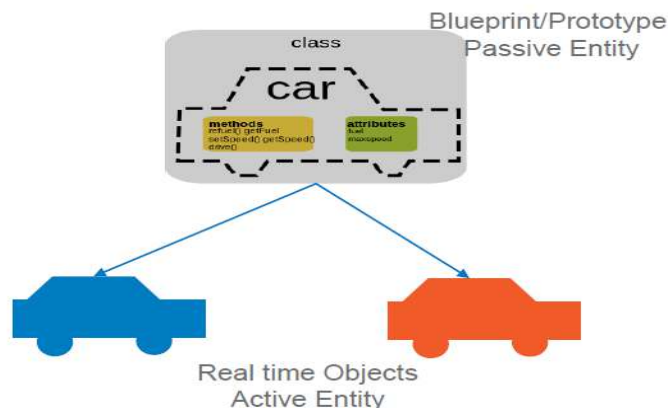 Blueprint/Prototype
Passive Entity
class
car
methods
refuel() getFuel
setSpeed() getSpeed()
drive()
attributes
fuel
maxspeed
Real time Objects
Active Entity